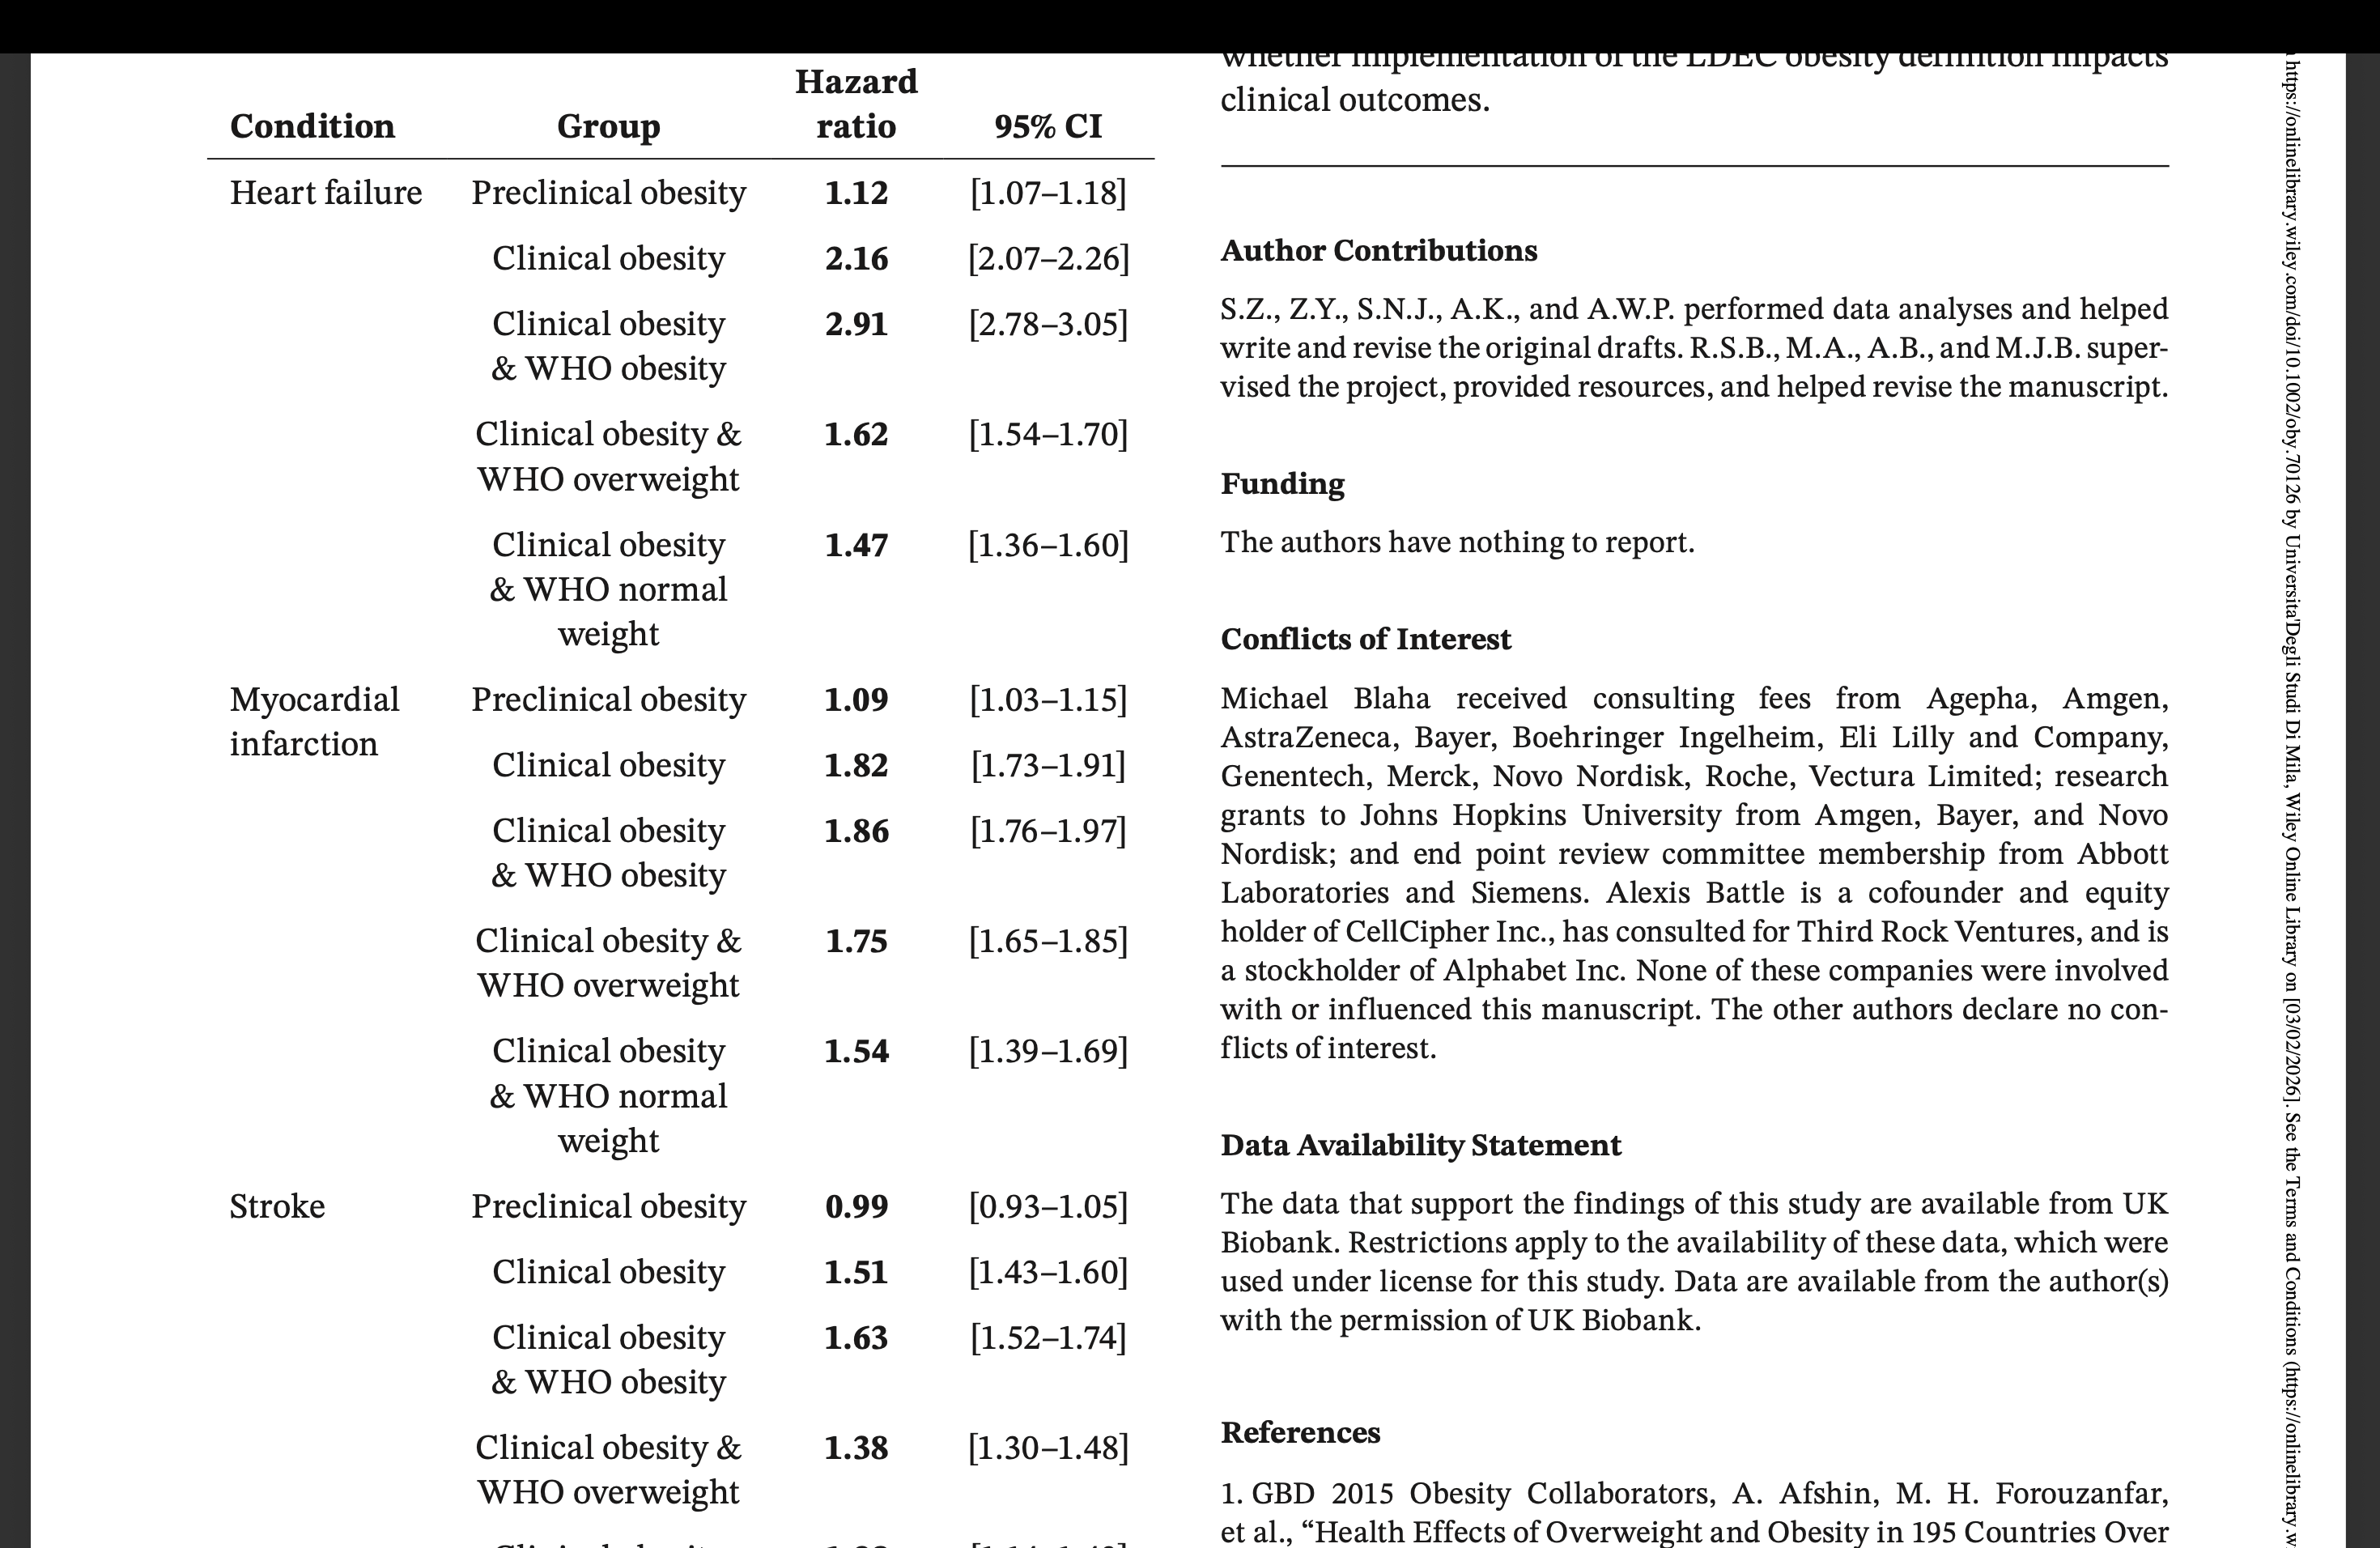 Condition Group Hazard ratio 95% CI
Heart failure Preclinical obesity 1.12 [1.07–1.18]
Clinical obesity 2.16 [2.07–2.26]
Clinical obesity 2.91 [2.78–3.05]
& WHO obesity
Clinical obesity & 1.62 [1.54–1.70]
WHO overweight
Clinical obesity 1.47 [1.36–1.60]
& WHO normal
weight
Myocardial Preclinical obesity 1.09 [1.03–1.15]
infarction
Clinical obesity 1.82 [1.73–1.91]
Clinical obesity 1.86 [1.76–1.97]
& WHO obesity
Clinical obesity & 1.75 [1.65–1.85]
WHO overweight
Clinical obesity 1.54 [1.39–1.69]
& WHO normal
weight
Stroke Preclinical obesity 0.99 [0.93–1.05]
Clinical obesity 1.51 [1.43–1.60]
Clinical obesity 1.63 [1.52–1.74]
& WHO obesity
Clinical obesity & 1.38 [1.30–1.48]
WHO overweight
whether implementation of the LDEC obesity definition impacts
clinical outcomes.
Author Contributions
S.Z., Z.Y., S.N.J., A.K., and A.W.P. performed data analyses and helped
write and revise the original drafts. R.S.B., M.A., A.B., and M.J.B. super-
vised the project, provided resources, and helped revise the manuscript.
Funding
The authors have nothing to report.
Conflicts of Interest
Michael Blaha received consulting fees from Agepha, Amgen,
AstraZeneca, Bayer, Boehringer Ingelheim, Eli Lilly and Company,
Genentech, Merck, Novo Nordisk, Roche, Vectura Limited; research
grants to Johns Hopkins University from Amgen, Bayer, and Novo
Nordisk; and end point review committee membership from Abbott
Laboratories and Siemens. Alexis Battle is a cofounder and equity
holder of CellCipher Inc., has consulted for Third Rock Ventures, and is
a stockholder of Alphabet Inc. None of these companies were involved
with or influenced this manuscript. The other authors declare no con-
flicts of interest.
Data Availability Statement
The data that support the findings of this study are available from UK
Biobank. Restrictions apply to the availability of these data, which were
used under license for this study. Data are available from the author(s)
with the permission of UK Biobank.
References
1. GBD 2015 Obesity Collaborators, A. Afshin, M. H. Forouzanfar,
et al., “Health Effects of Overweight and Obesity in 195 Countries Over
https://onlinelibrary.wiley.com/doi/10.1002/oby.70126 by Universita'Degli Studi Di Mila, Wiley Online Library on [03/02/2026]. See the Terms and Conditions (https://onlinelibrary.w